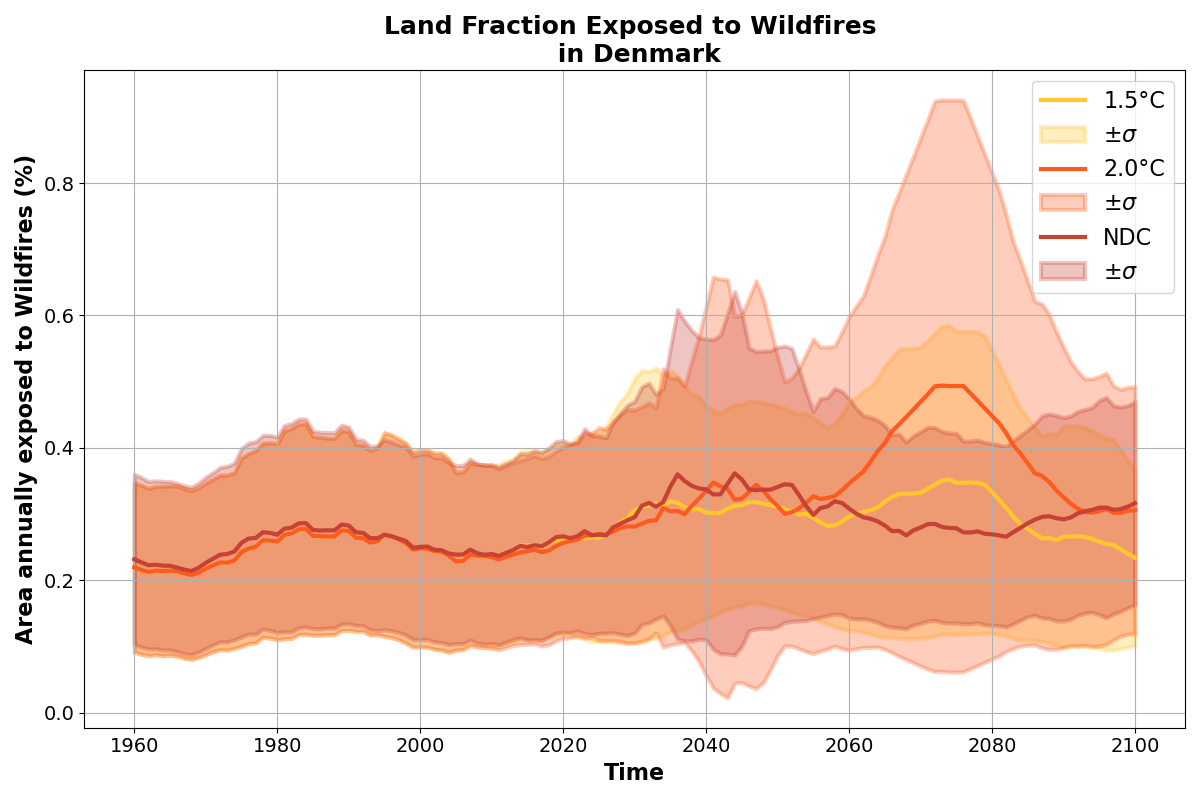 Land Fraction Exposed to Wildfires
in Denmark
Area annually exposed to Wildfires (%)
0.8
0.6
0.4
0.2
0.0
1960 1980 2000 2020 2040 2060 2080 2100
Time
1.5°C
±σ
2.0°C
±σ
NDC
±σ